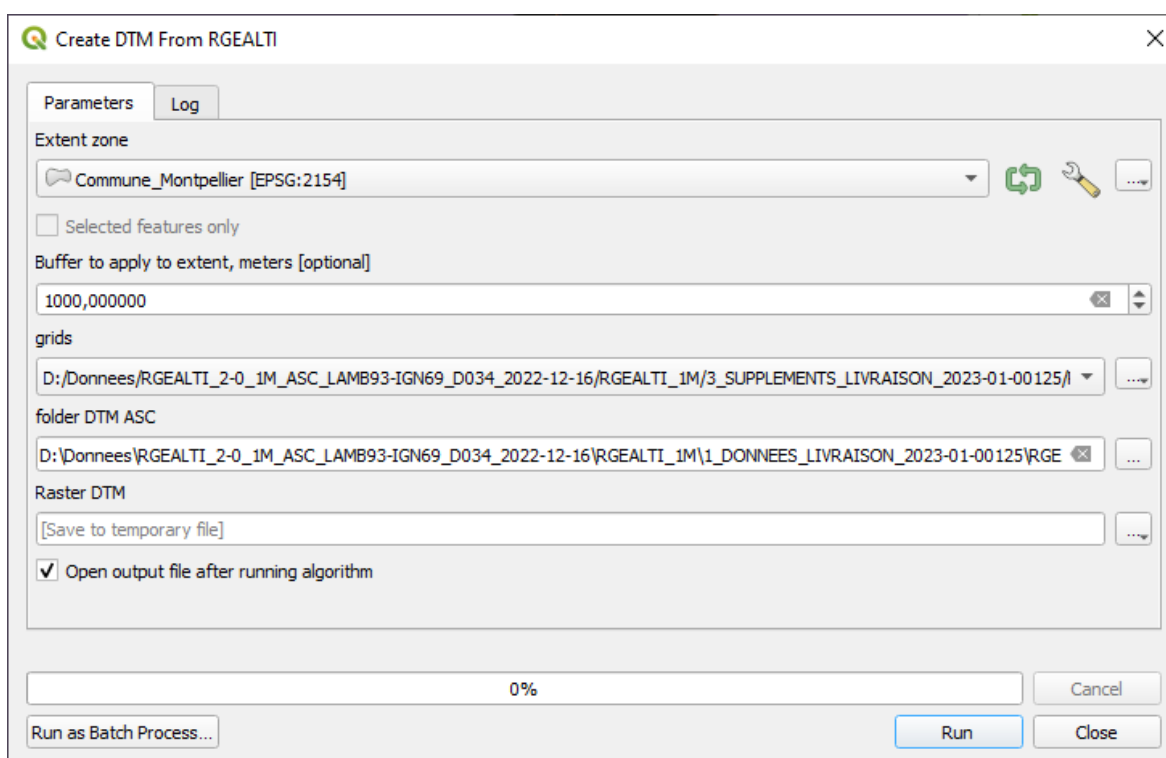 Create DTM From RGEALTI
Parameters
Log
Extent zone
Commune_Montpellier [EPSG:2154]
...
Selected features only
Buffer to apply to extent, meters [optional]
1000,000000
grids
D:/Donnees/RGEALTI_2-0_1M_ASC_LAMB93-IGN69_D034_2022-12-16/RGEALTI_1M/3_SUPPLEMENTS_LIVRAISON_2023-01-00125/
...
folder DTM ASC
D:\Donnees\RGEALTI_2-0_1M_ASC_LAMB93-IGN69_D034_2022-12-16\RGEALTI_1M\1_DONNEES_LIVRAISON_2023-01-00125\RGE
...
Raster DTM
[Save to temporary file]
...
Open output file after running algorithm
0%
Cancel
Run as Batch Process...
Run
Close